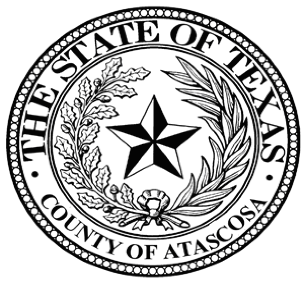 THE STATE OF TEXAS
COUNTY OF ATASCOSA